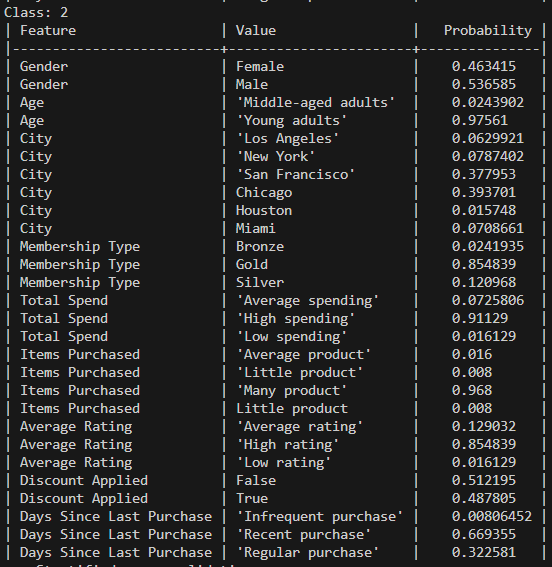 Class: 2
| Feature                  | Value                 |   Probability |
|--------------------------+-----------------------+---------------|
| Gender                   | Female                |    0.463415   |
| Gender                   | Male                  |    0.536585   |
| Age                      | 'Middle-aged adults'  |    0.0243902  |
| Age                      | 'Young adults'        |    0.97561    |
| City                     | 'Los Angeles'         |    0.0629921  |
| City                     | 'New York'            |    0.0787402  |
| City                     | 'San Francisco'       |    0.377953   |
| City                     | Chicago               |    0.393701   |
| City                     | Houston               |    0.015748   |
| City                     | Miami                 |    0.0708661  |
| Membership Type          | Bronze                |    0.0241935  |
| Membership Type          | Gold                  |    0.854839   |
| Membership Type          | Silver                |    0.120968   |
| Total Spend              | 'Average spending'    |    0.0725806  |
| Total Spend              | 'High spending'       |    0.91129    |
| Total Spend              | 'Low spending'        |    0.016129   |
| Items Purchased          | 'Average product'     |    0.016      |
| Items Purchased          | 'Little product'      |    0.008      |
| Items Purchased          | 'Many product'        |    0.968      |
| Items Purchased          | Little product        |    0.008      |
| Average Rating           | 'Average rating'      |    0.129032   |
| Average Rating           | 'High rating'         |    0.854839   |
| Average Rating           | 'Low rating'          |    0.016129   |
| Discount Applied         | False                 |    0.512195   |
| Discount Applied         | True                  |    0.487805   |
| Days Since Last Purchase | 'Infrequent purchase' |    0.00806452 |
| Days Since Last Purchase | 'Recent purchase'     |    0.669355   |
| Days Since Last Purchase | 'Regular purchase'    |    0.322581   |